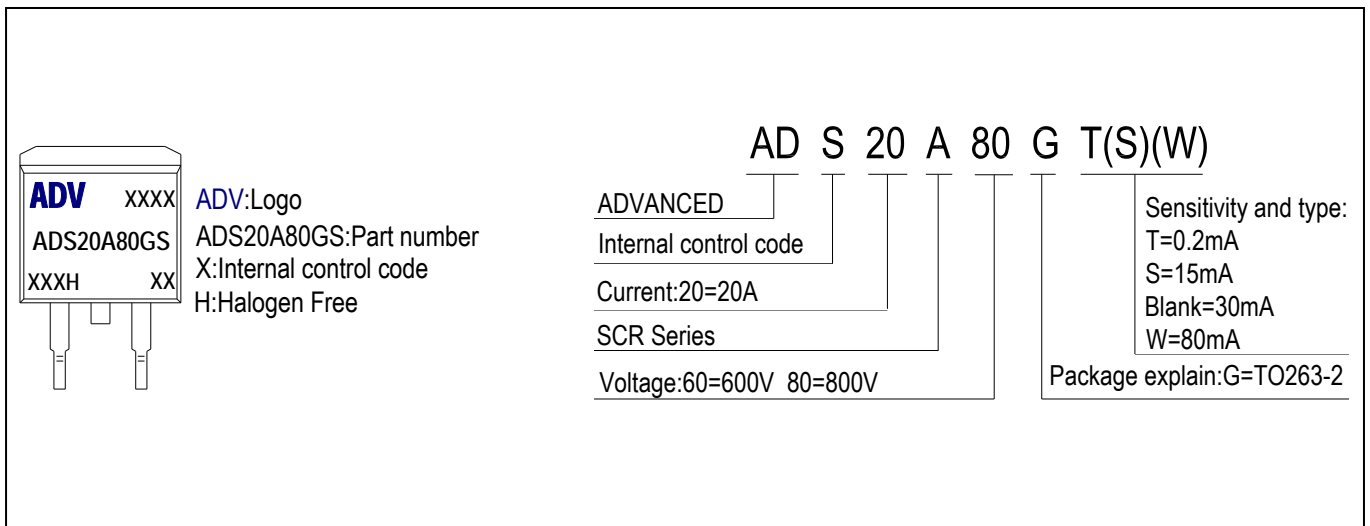 ADV XXXX
ADS20A80GS
XXXH XX
ADV:Logo
ADS20A80GS:Part number
X:Internal control code
H:Halogen Free
AD S 20 A 80 G T(S)(W)
ADVANCED
Internal control code
Current:20=20A
SCR Series
Voltage:60=600V 80=800V
Sensitivity and type:
T=0.2mA
S=15mA
Blank=30mA
W=80mA
Package explain:G=TO263-2